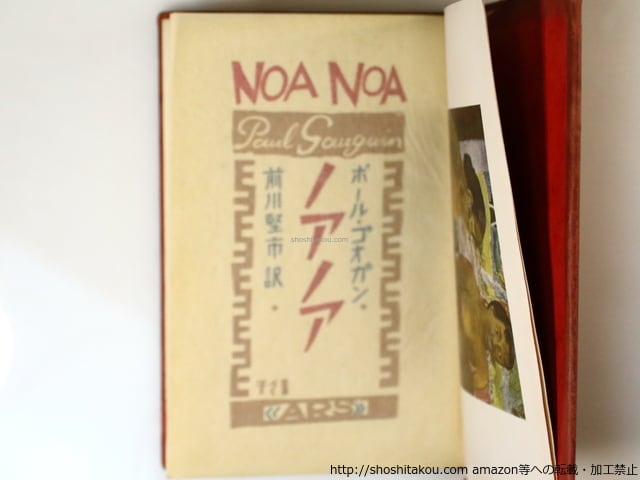 NOA NOA
Paul Gauguin
ポール・ゴオガン・
ノアノア
前川堅市訳・
shoshitakou.com
《ARS》
http://shoshitakou.com amazon等への転載・加工禁止